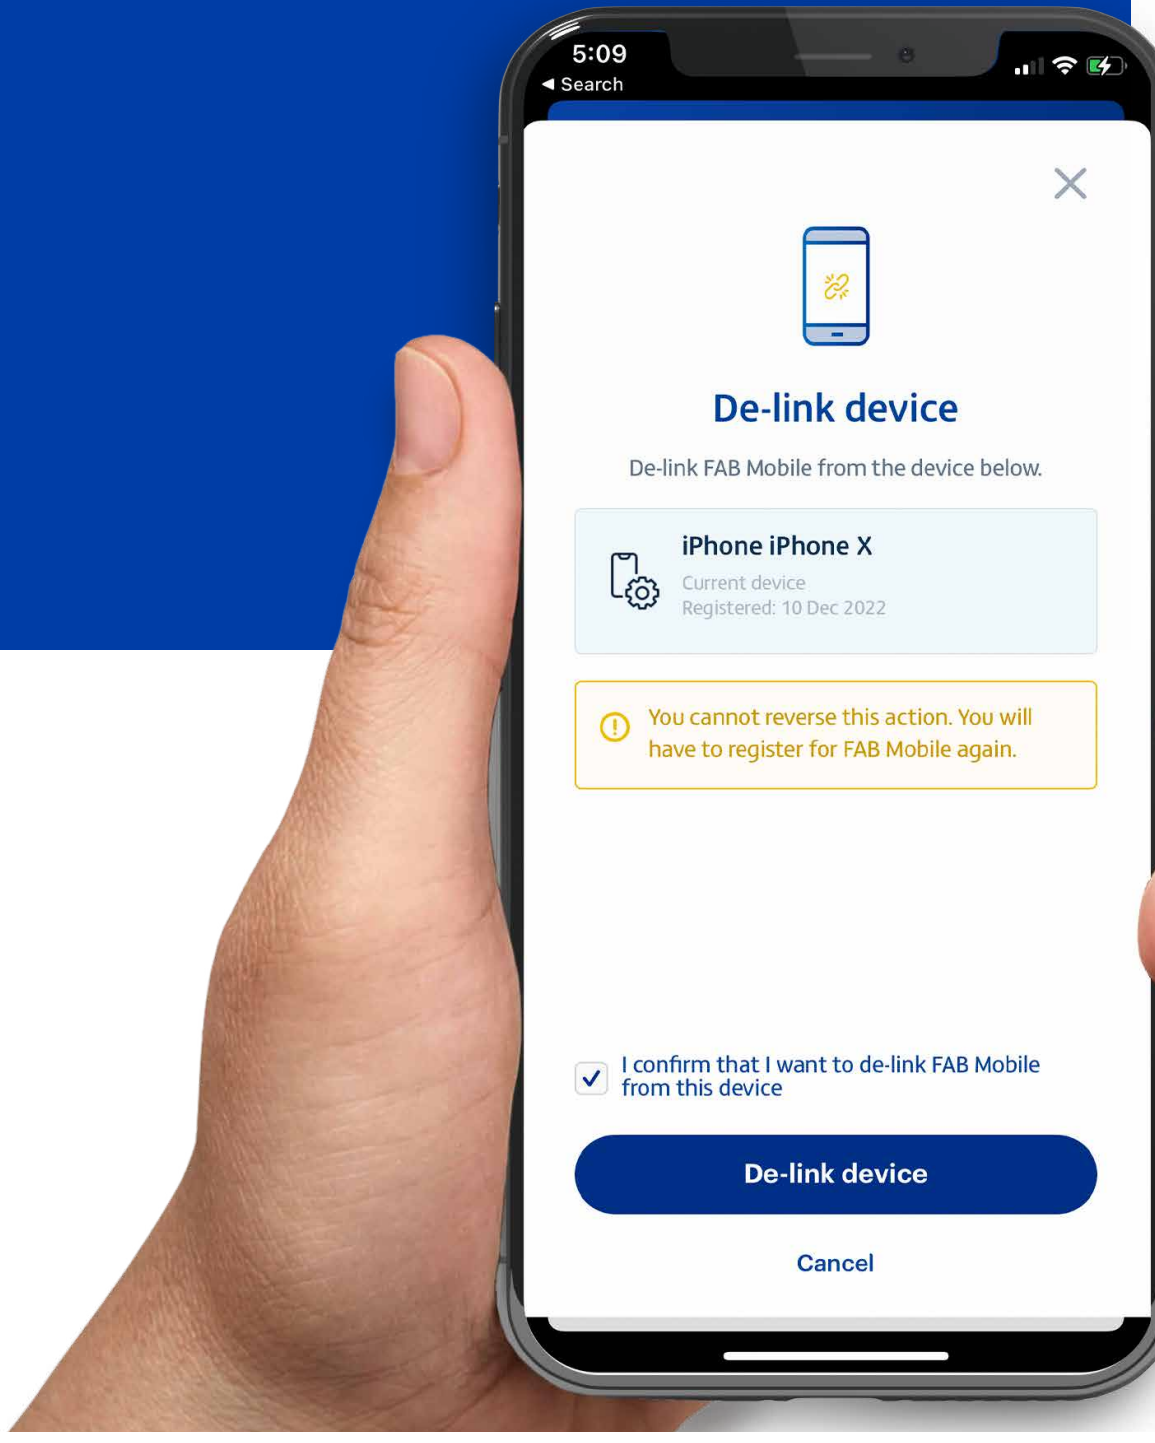 5:09
◀ Search
De-link device
De-link FAB Mobile from the device below.
iPhone iPhone X
Current device
Registered: 10 Dec 2022
You cannot reverse this action. You will
have to register for FAB Mobile again.
I confirm that I want to de-link FAB Mobile
from this device
De-link device
Cancel